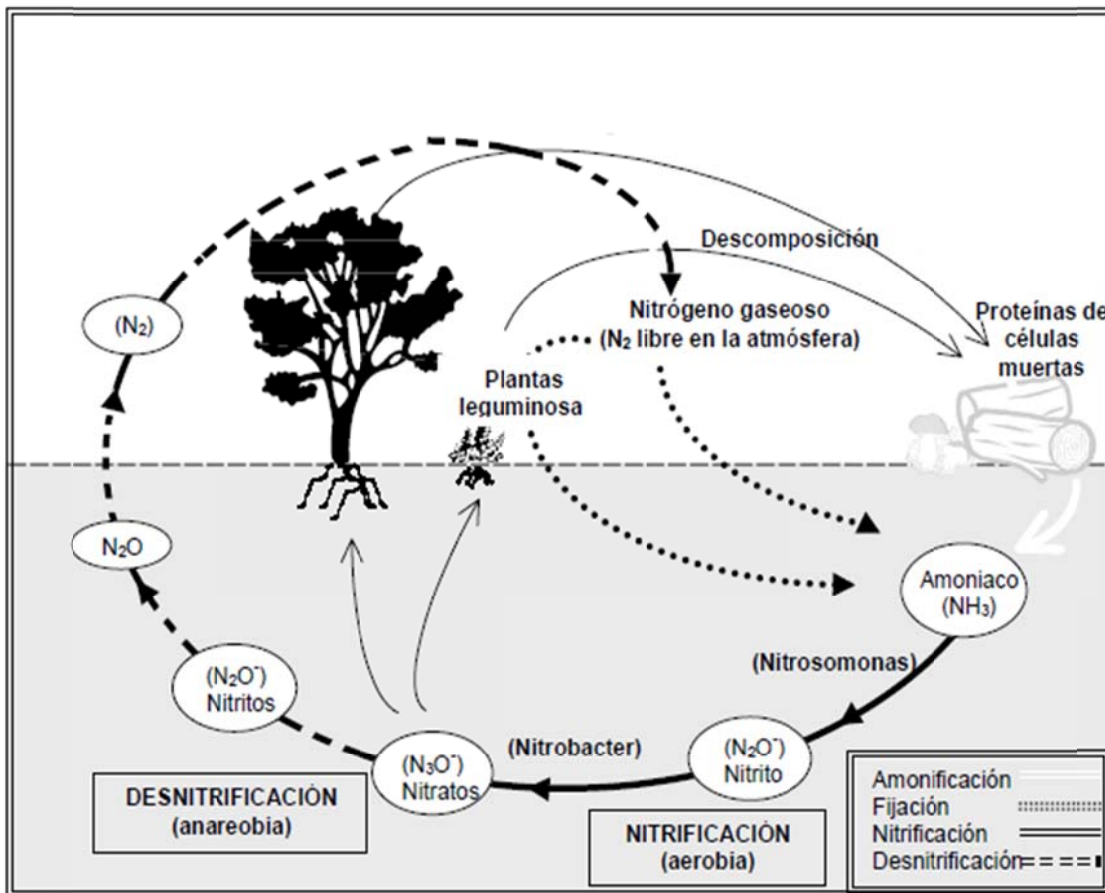 Descomposición
(N₂)
Nitrógeno gaseoso
(N₂ libre en la atmósfera)
Proteínas de
células
muertas
Plantas
leguminosa
N₂O
Amoniaco
(NH₃)
(Nitrosomonas)
(N₂O⁻)
Nitritos
(Nitrobacter)
(N₃O⁻)
Nitratos
(N₂O⁻)
Nitrito
DESNITRIFICACIÓN
(anareobia)
NITRIFICACIÓN
(aerobia)
Amonificación
Fijación
Nitrificación
Desnitrificación